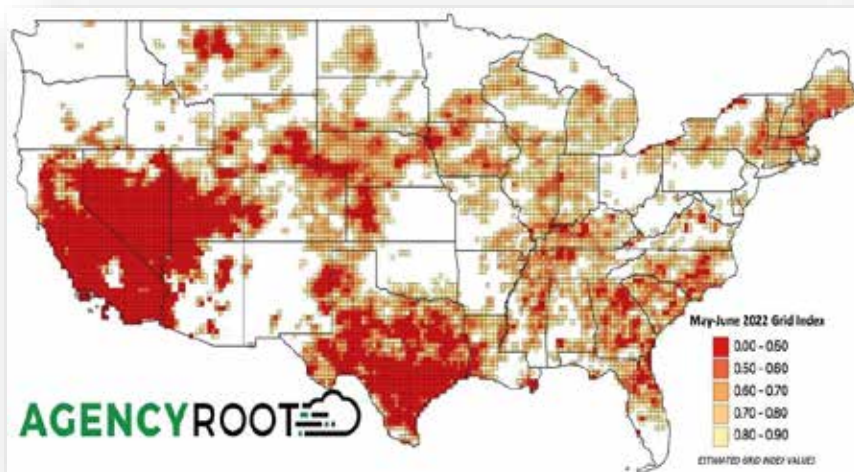 May-June 2022 Grid Index
0.00 - 0.50
0.50 - 0.60
0.60 - 0.70
0.70 - 0.80
0.80 - 0.90
ESTIMATED GRID INDEX VALUES
AGENCYROOT